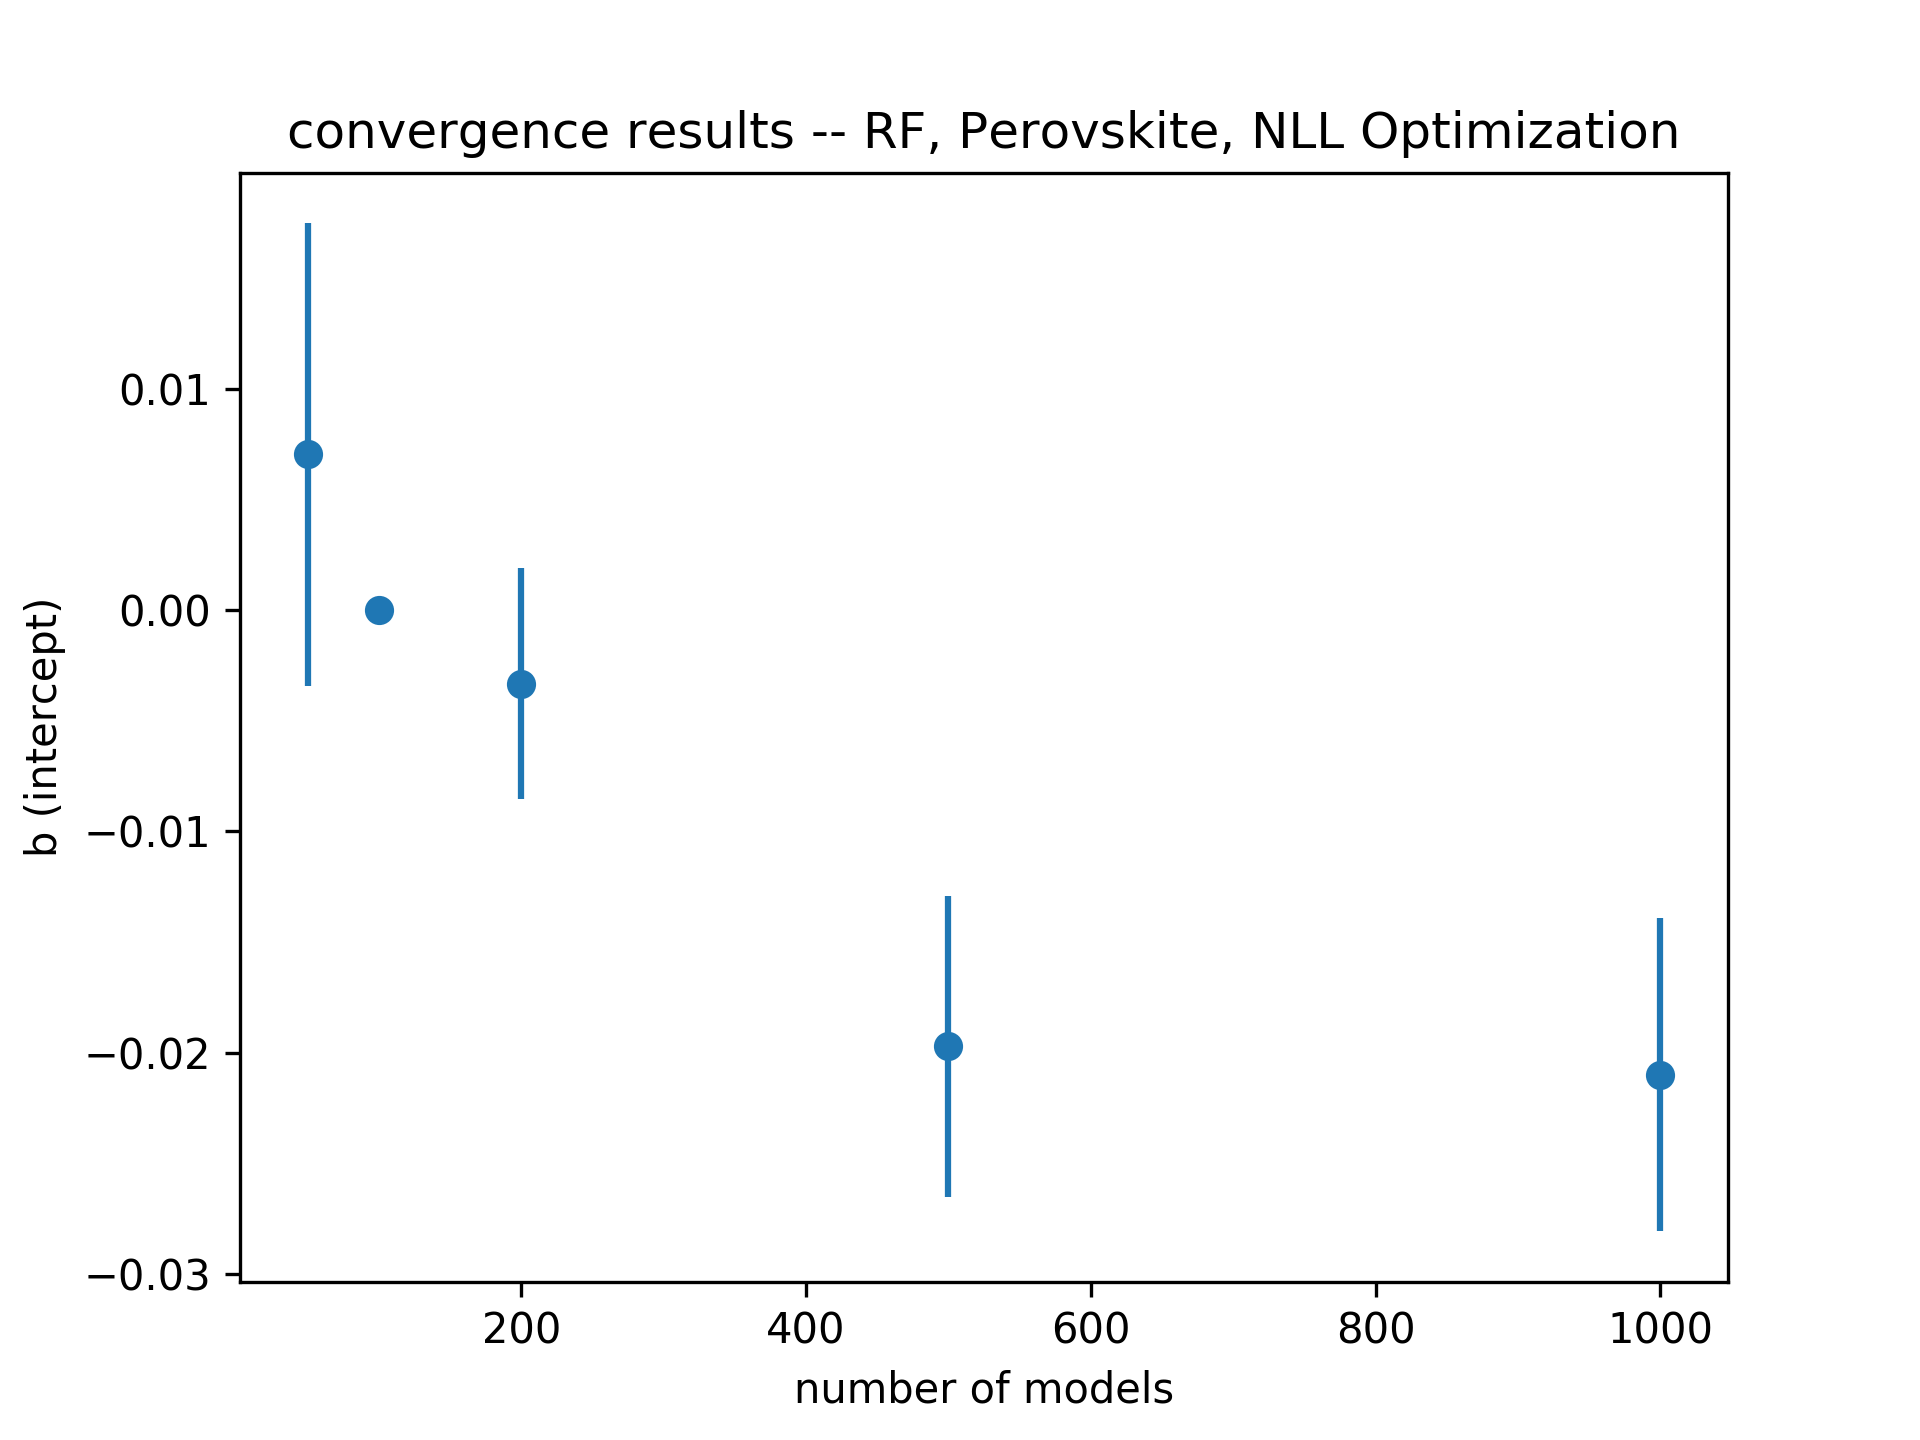 convergence results -- RF, Perovskite, NLL Optimization
b (intercept)
0.01
0.00
−0.01
−0.02
−0.03
200 400 600 800 1000
number of models